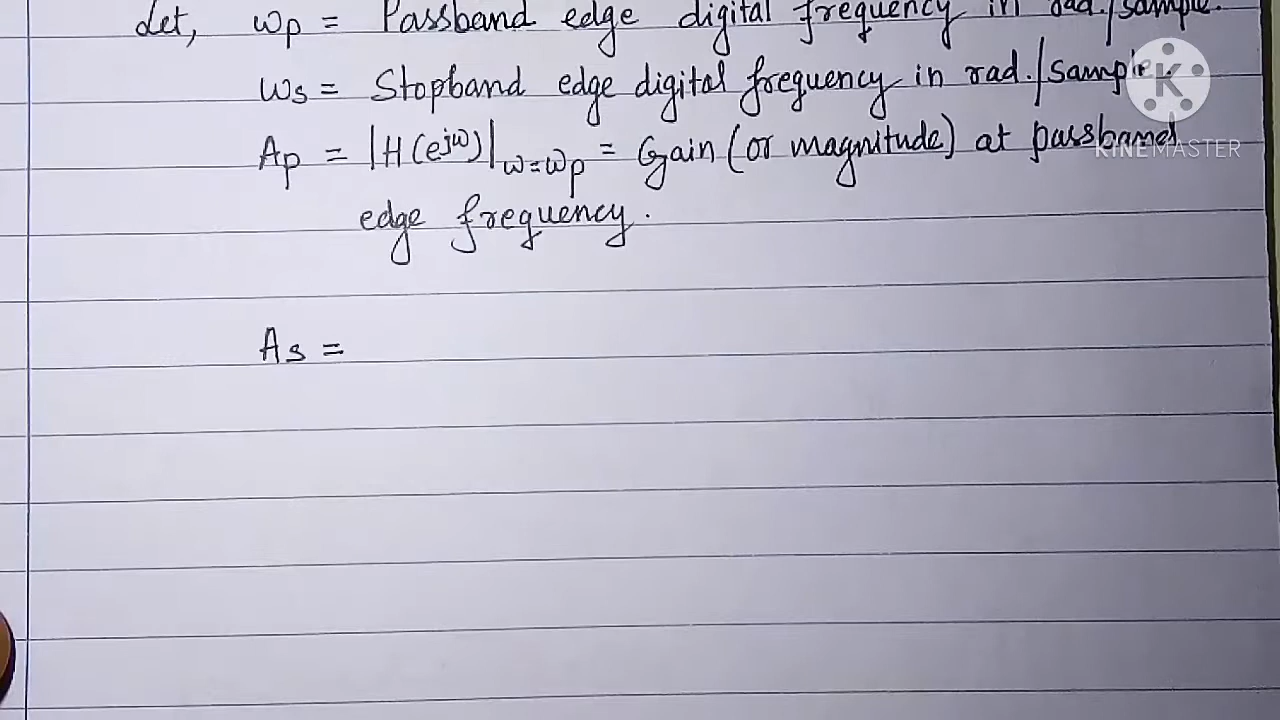 Let, ωp = Passband edge digital frequency in rad./sample.
ωs = Stopband edge digital frequency in rad./sample.
Ap = |H(e^jω)|ω=ωp = Gain (or magnitude) at passband
edge frequency.
As =
K
KINEMASTER